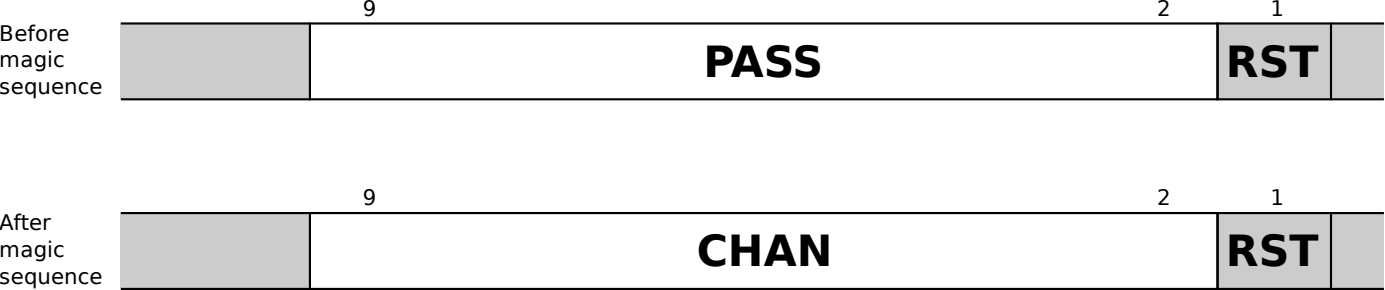 9 2 1
Before
magic
sequence
PASS RST
9 2 1
After
magic
sequence
CHAN RST